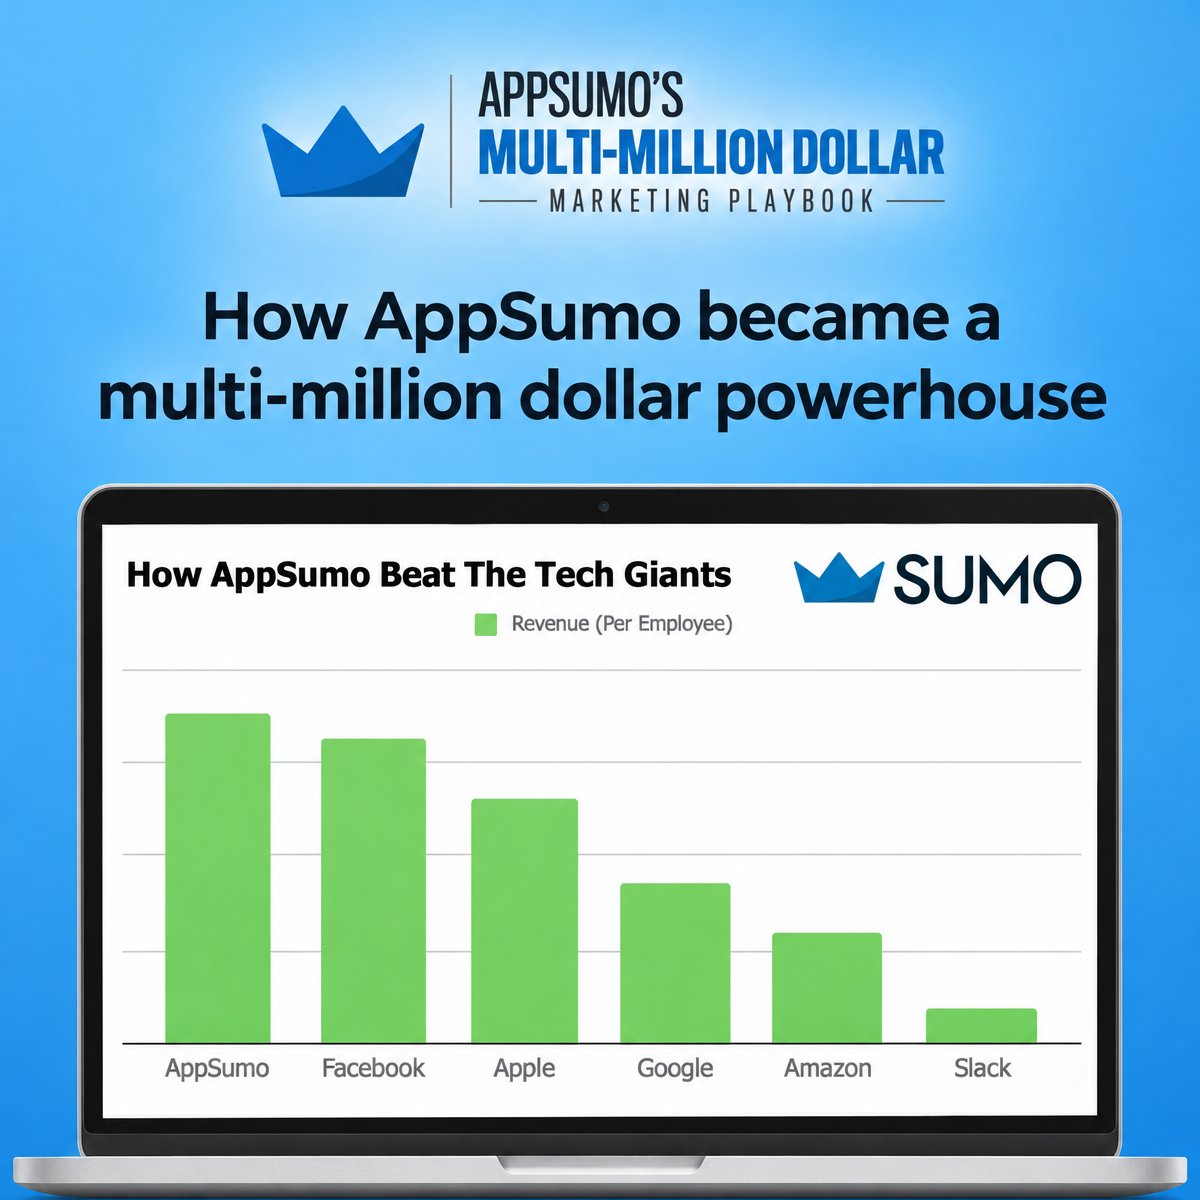 APPSUMO'S
MULTI-MILLION DOLLAR
MARKETING PLAYBOOK
How AppSumo became a
multi-million dollar powerhouse
How AppSumo Beat The Tech Giants
SUMO
Revenue (Per Employee)
AppSumo Facebook Apple Google Amazon Slack